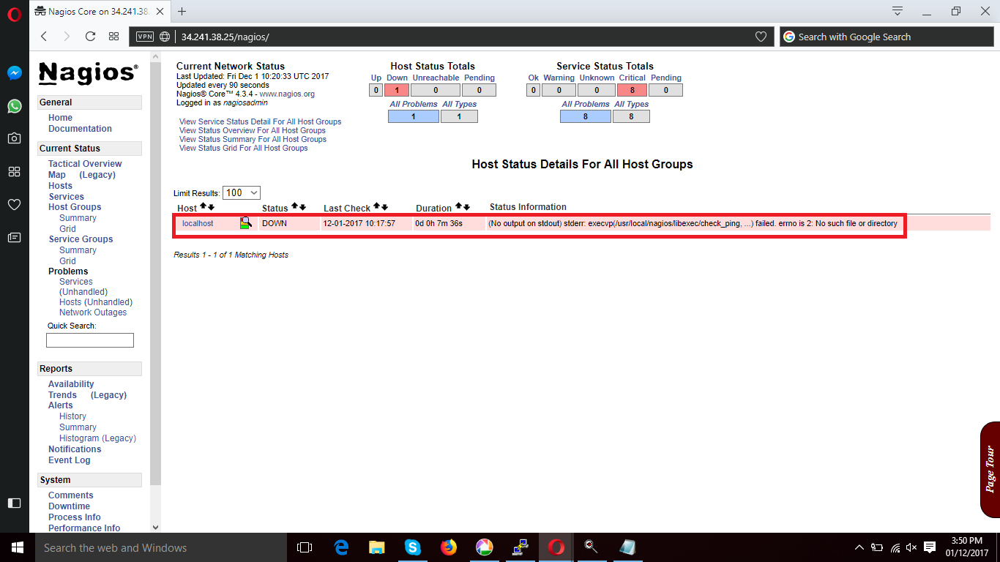 Nagios Core on 34.241.38.
VPN 34.241.38.25/nagios/
Search with Google Search
Nagios®
General
Home
Documentation
Current Status
Tactical Overview
Map (Legacy)
Hosts
Services
Host Groups
Summary
Grid
Service Groups
Summary
Grid
Problems
Services
(Unhandled)
Hosts (Unhandled)
Network Outages
Quick Search:
Reports
Availability
Trends (Legacy)
Alerts
History
Summary
Histogram (Legacy)
Notifications
Event Log
System
Comments
Downtime
Process Info
Performance Info
Current Network Status
Last Updated: Fri Dec 1 10:20:33 UTC 2017
Updated every 90 seconds
Nagios® Core™ 4.3.4 - www.nagios.org
Logged in as nagiosadmin
View Service Status Detail For All Host Groups
View Status Overview For All Host Groups
View Status Summary For All Host Groups
View Status Grid For All Host Groups
Host Status Totals
Up Down Unreachable Pending
0 1 0 0
All Problems All Types
1 1
Service Status Totals
Ok Warning Unknown Critical Pending
0 0 0 8 0
All Problems All Types
8 8
Host Status Details For All Host Groups
Limit Results: 100
Host Status Last Check Duration Status Information
localhost DOWN 12-01-2017 10:17:57 0d 0h 7m 36s (No output on stdout) stderr: execvp(/usr/local/nagios/libexec/check_ping, ...) failed. errno is 2: No such file or directory
Results 1 - 1 of 1 Matching Hosts
Page Tour
Search the web and Windows
3:50 PM
01/12/2017